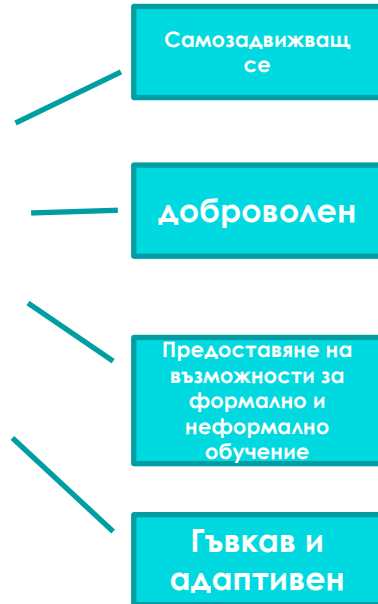 Самозадвижващ
се
доброволен
Предоставяне на
възможности за
формално и
неформално
обучение
Гъвкав и
адаптивен